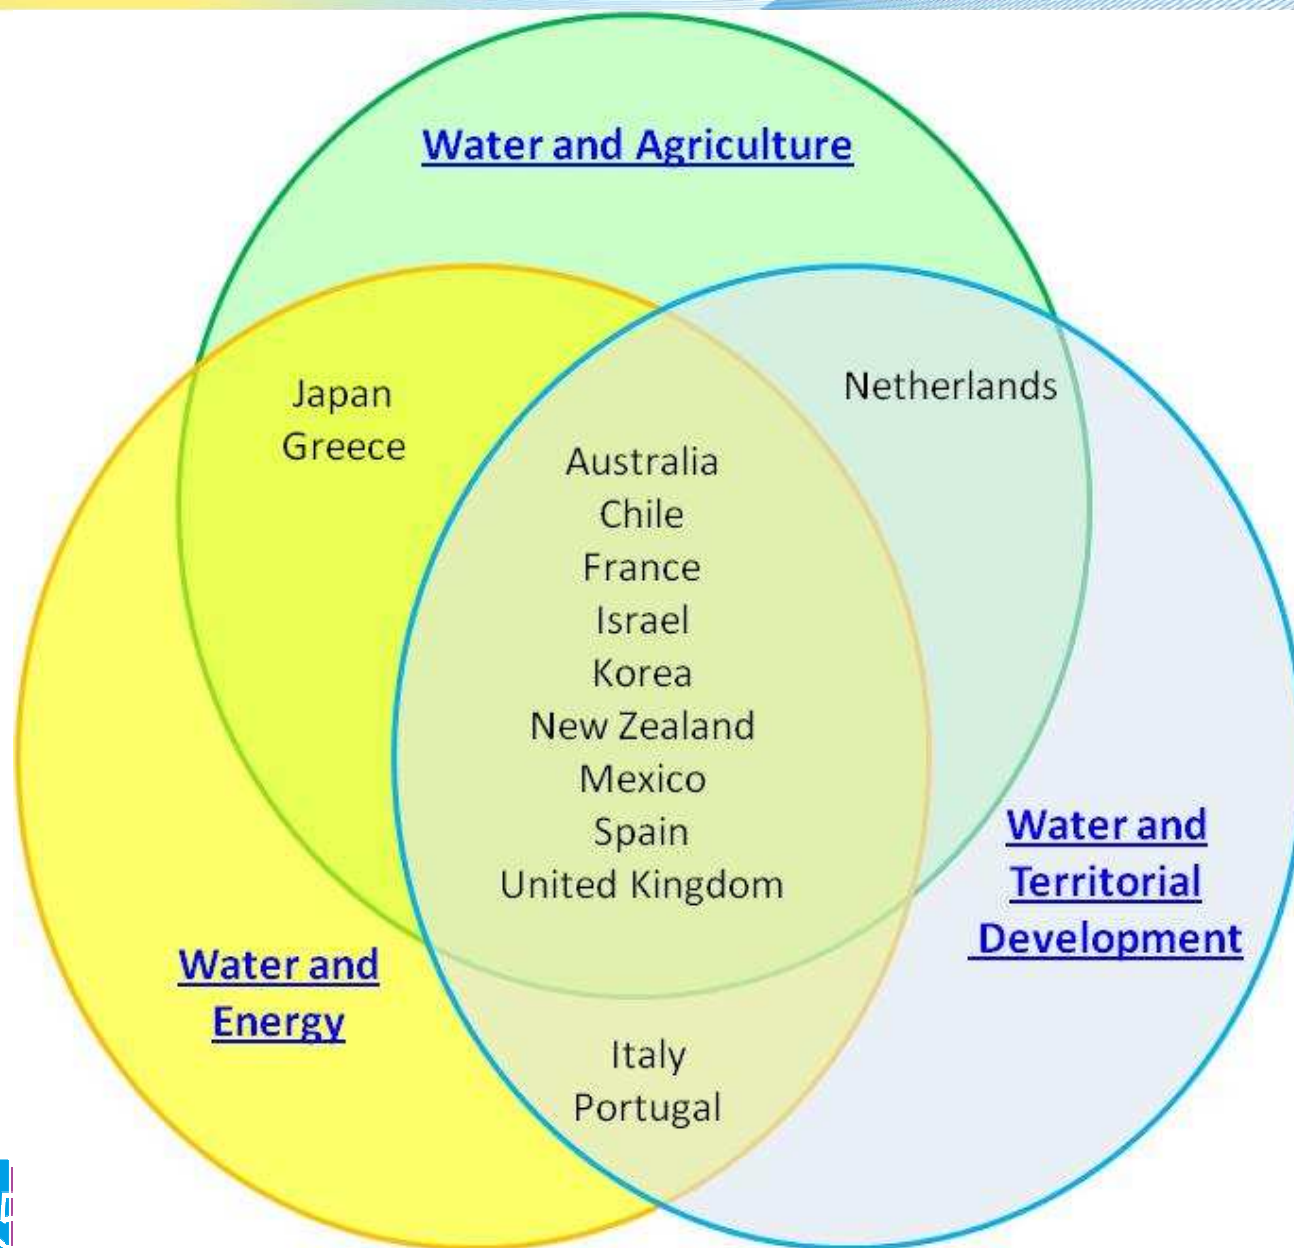 Water and Agriculture
Japan
Greece
Netherlands
Australia
Chile
France
Israel
Korea
New Zealand
Mexico
Spain
United Kingdom
Water and
Territorial
Development
Water and
Energy
Italy
Portugal